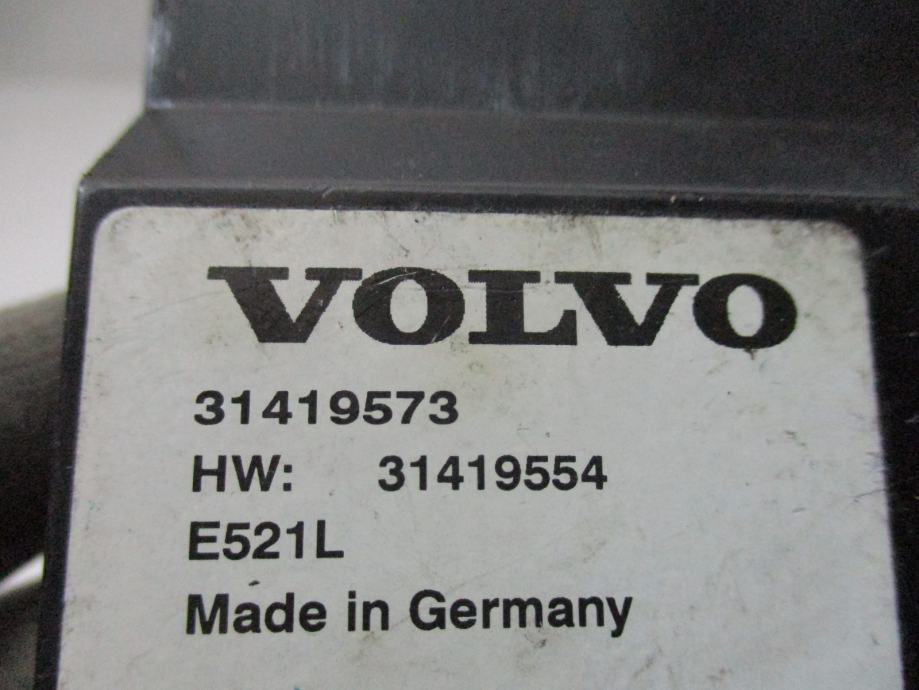 VOLVO
31419573
HW: 31419554
E521L
Made in Germany